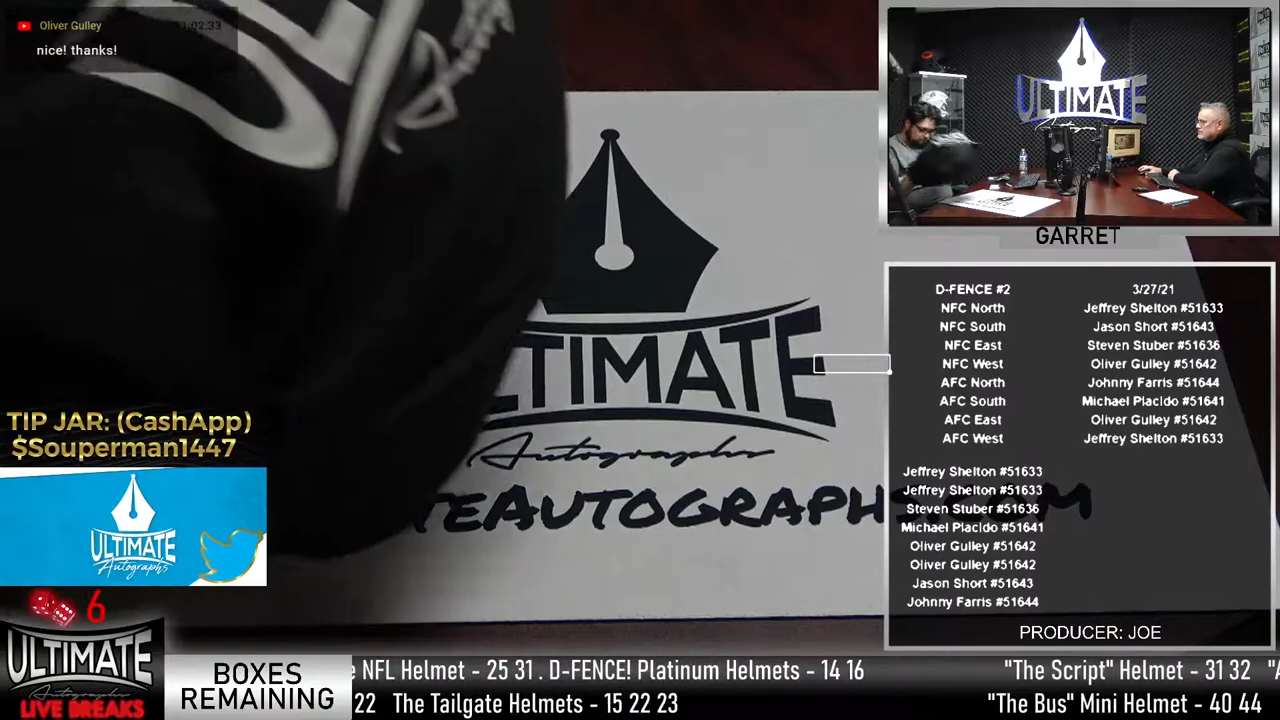 Oliver Gulley
nice! thanks!
ULTIMATE
GARRET
D-FENCE #2 3/27/21
NFC North Jeffrey Shelton #51633
NFC South Jason Short #51643
NFC East Steven Stuber #51636
NFC West Oliver Gulley #51642
AFC North Johnny Farris #51644
AFC South Michael Placido #51641
AFC East Oliver Gulley #51642
AFC West Jeffrey Shelton #51633
Jeffrey Shelton #51633
Jeffrey Shelton #51633
Steven Stuber #51636
Michael Placido #51641
Oliver Gulley #51642
Oliver Gulley #51642
Jason Short #51643
Johnny Farris #51644
PRODUCER: JOE
TIMATE
Autographs
TEAUTOGRAPHS.COM
TIP JAR: (CashApp)
$Souperman1447
ULTIMATE
Autographs
6
ULTIMATE
Autographs
LIVE BREAKS
BOXES
REMAINING
NFL Helmet - 25 31 . D-FENCE! Platinum Helmets - 14 16 "The Script" Helmet - 31 32
22 The Tailgate Helmets - 15 22 23 "The Bus" Mini Helmet - 40 44